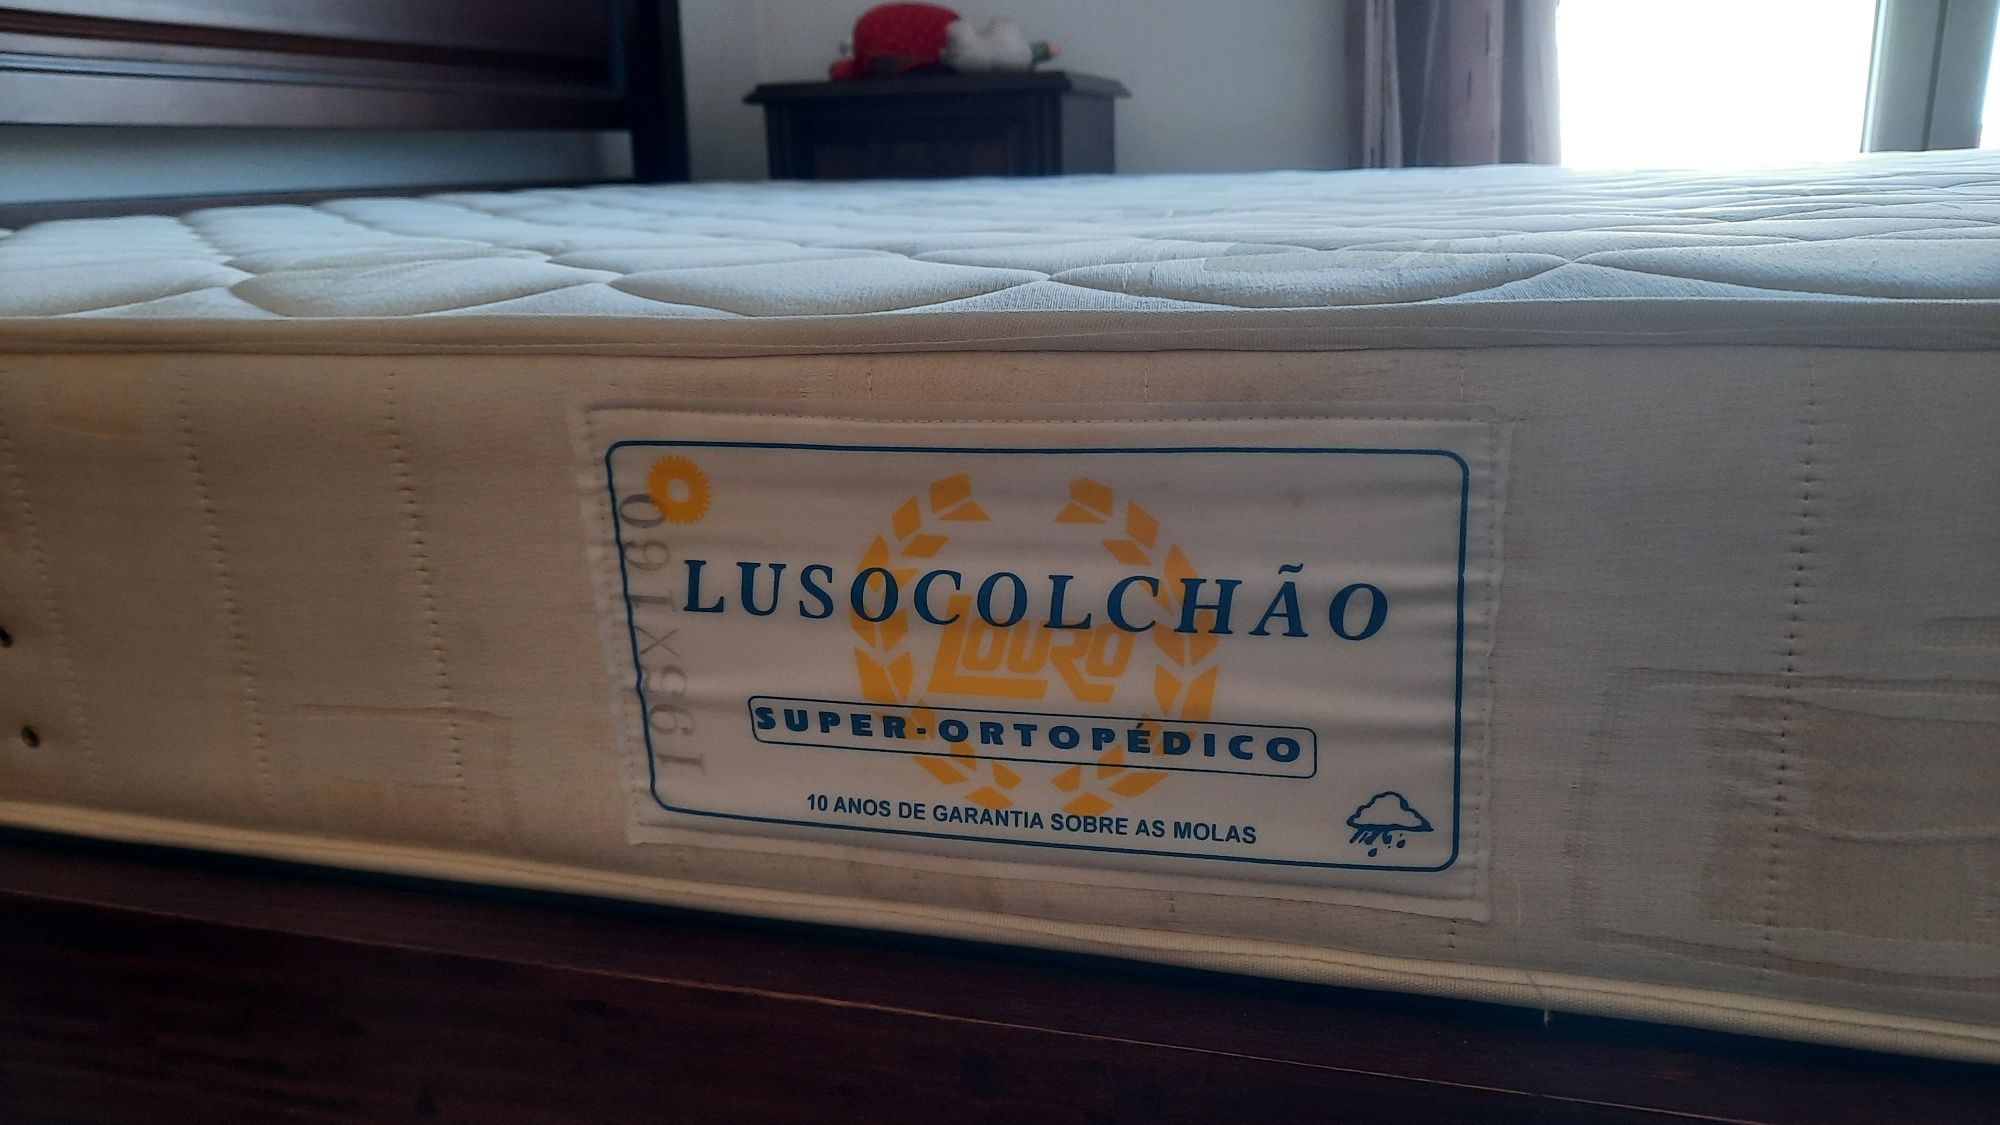 195X160
LUSOCOLCHÃO
LOURO
SUPER-ORTOPÉDICO
10 ANOS DE GARANTIA SOBRE AS MOLAS